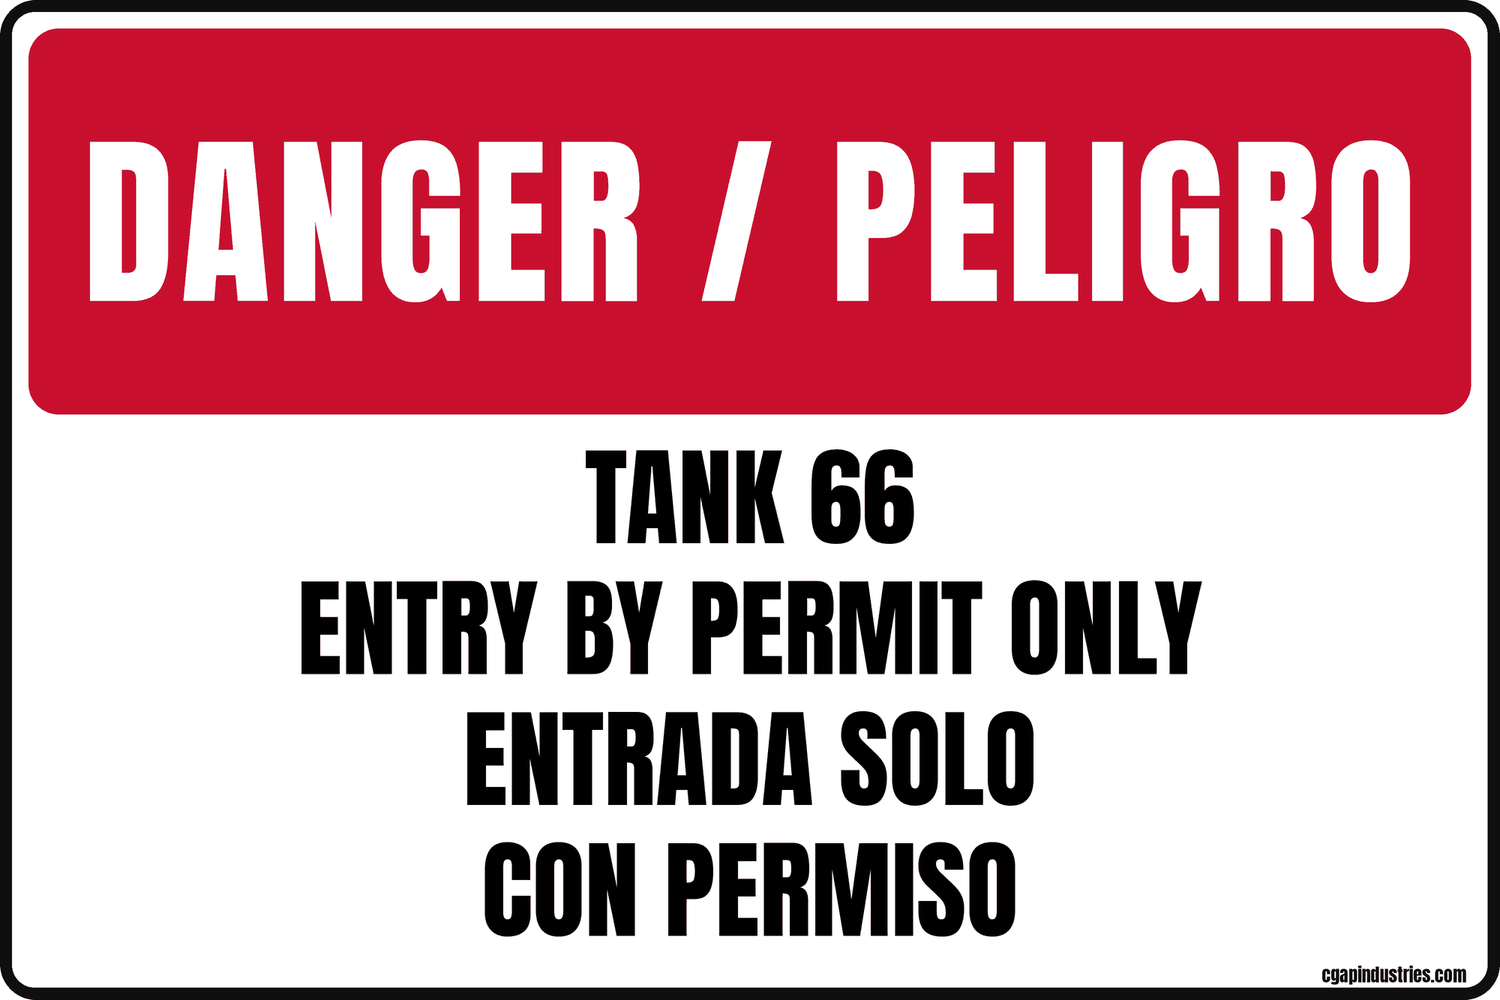 DANGER / PELIGRO
TANK 66
ENTRY BY PERMIT ONLY
ENTRADA SOLO
CON PERMISO
cgapindustries.com